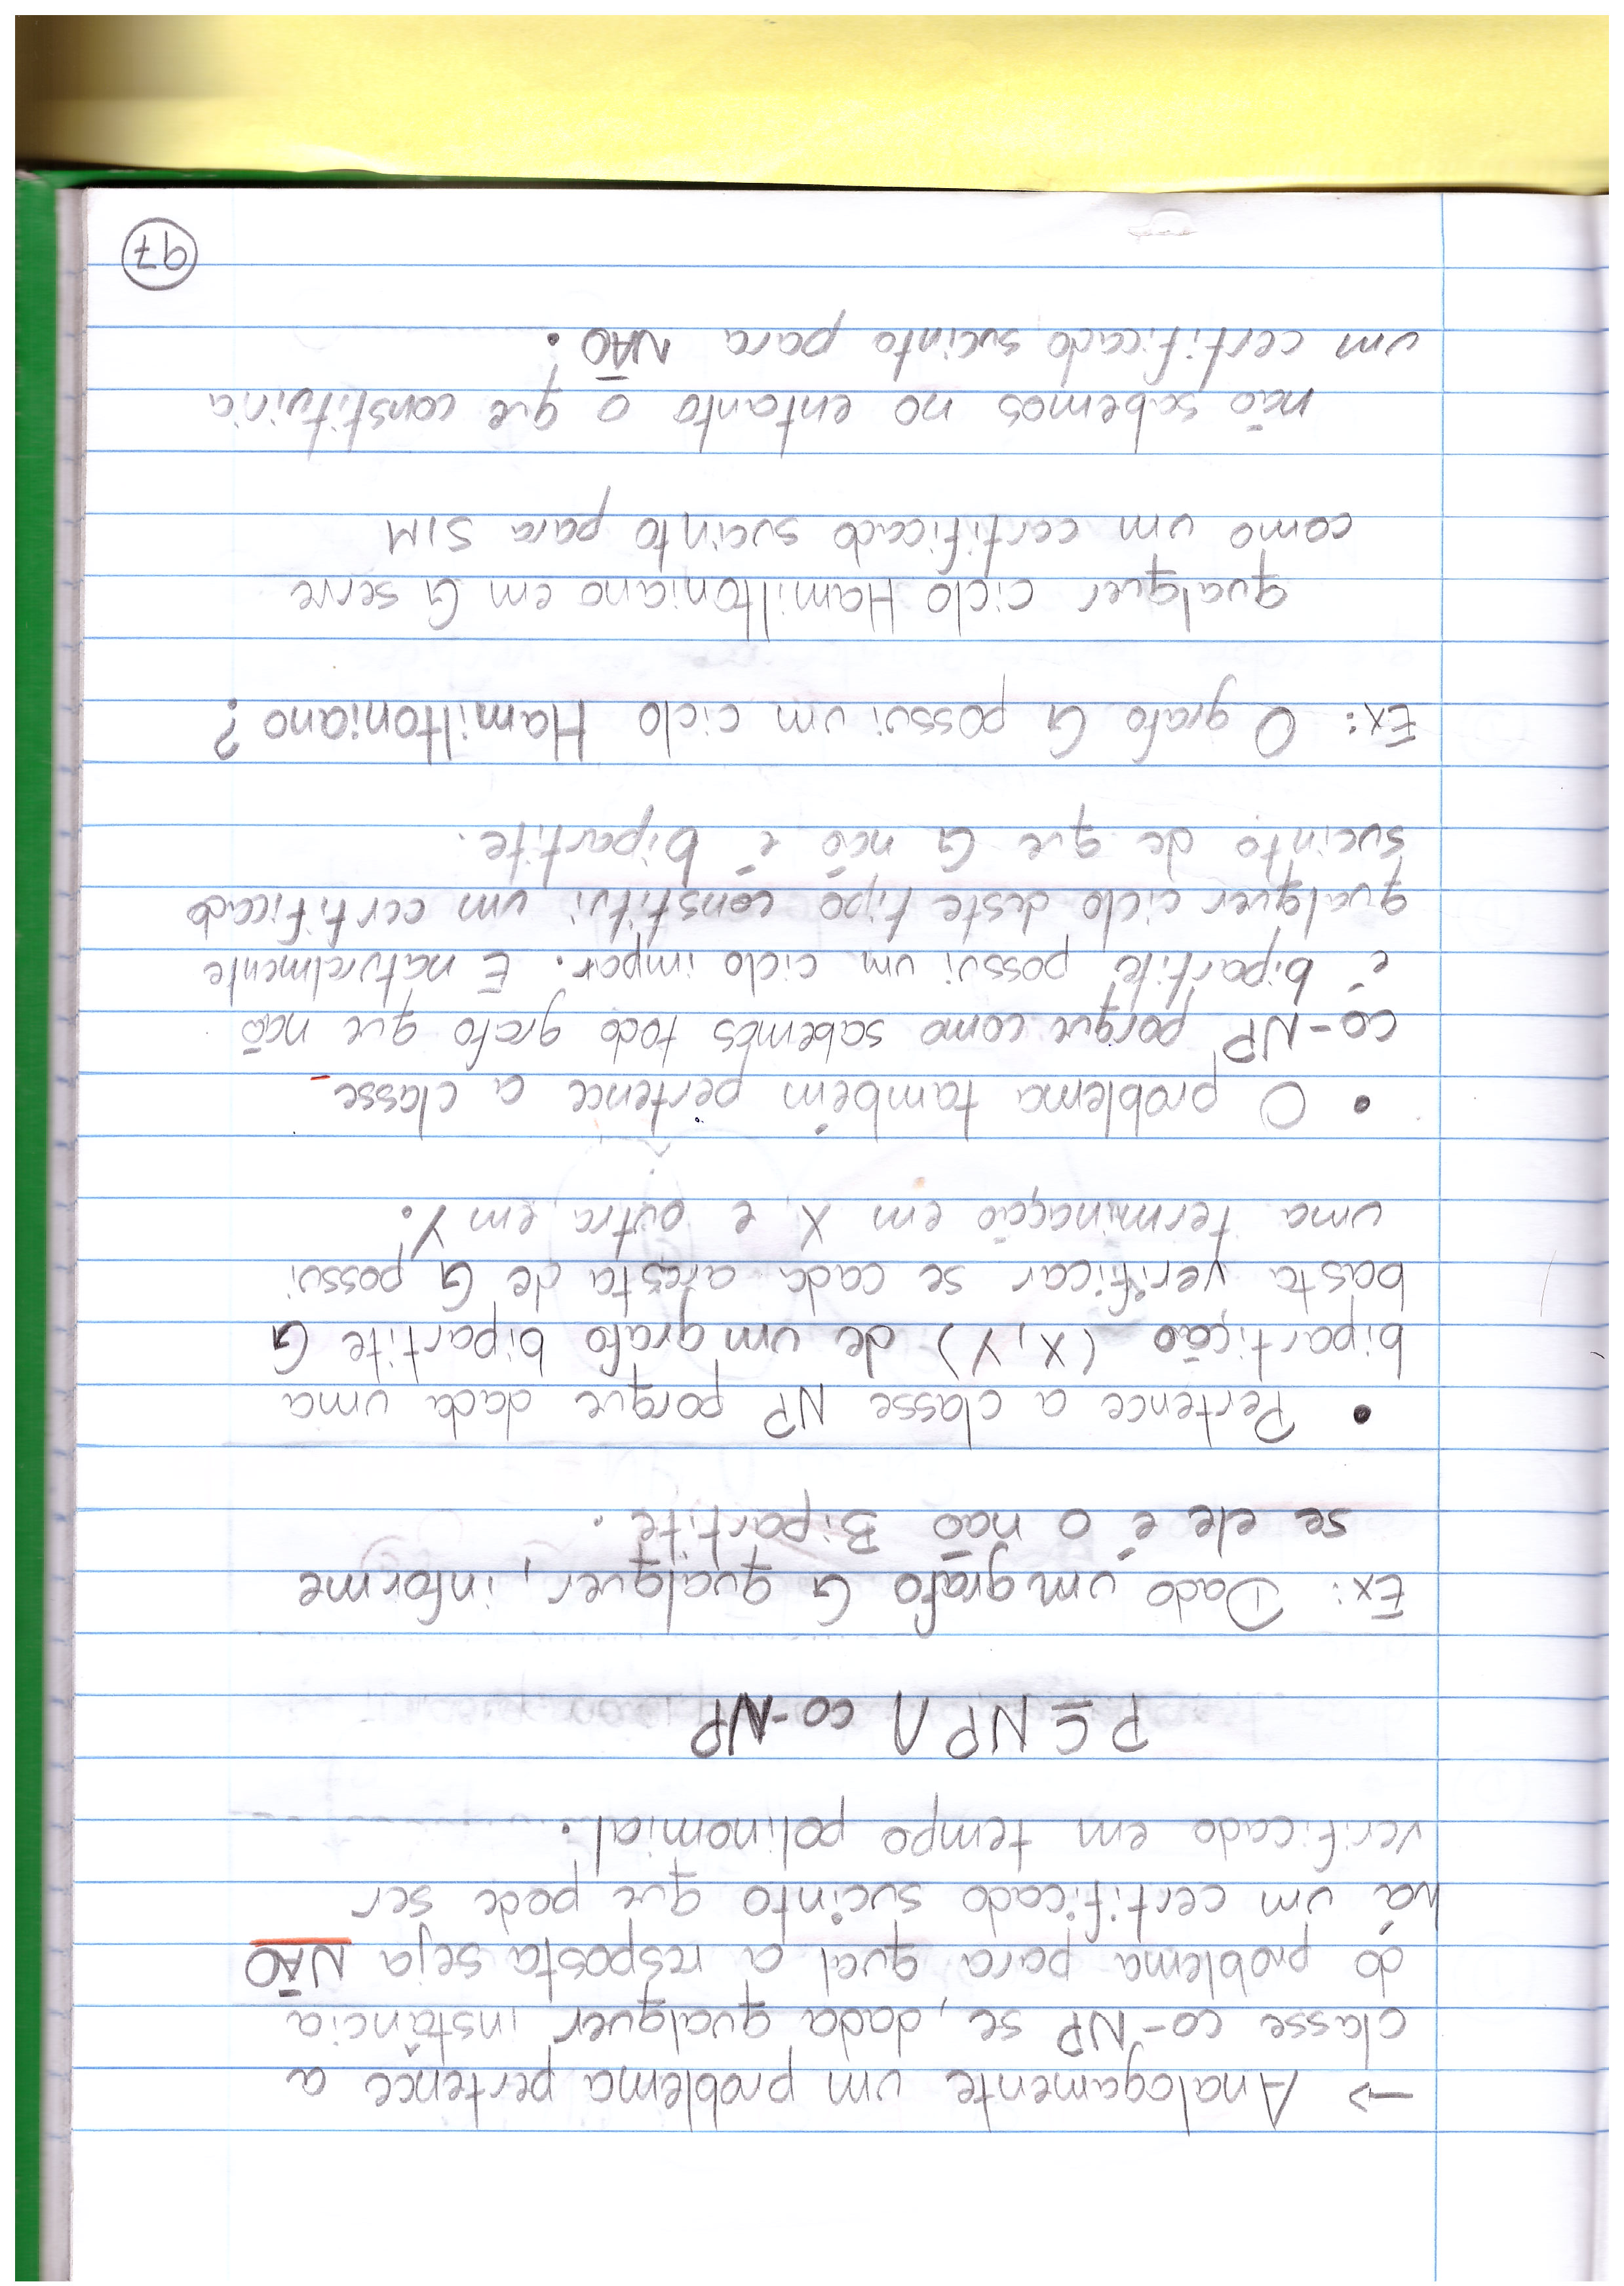 → Analogamente um problema pertence a
classe co-NP se, dada qualquer instância
do problema para qual a resposta seja NÃO
há um certificado sucinto que pode ser
verificado em tempo polinomial.
P ⊆ NP ∩ co-NP
Ex: Dado um grafo G qualquer, informe
se ele é o não Bipartite.
• Pertence a classe NP porque dada uma
bipartição (X,Y) de um grafo bipartite G
basta verificar se cada aresta de G possui
uma terminação em X e outra em Y.
• O problema também pertence a classe
co-NP porque como sabemos todo grafo que não
é bipartite possui um ciclo impar. E naturalmente
qualquer ciclo deste tipo constitui um certificado
sucinto de que G não é bipartite.
Ex: O grafo G possui um ciclo Hamiltoniano?
qualquer ciclo Hamiltoniano em G serve
como um certificado sucinto para SIM
não sabemos no entanto o que constituiria
um certificado sucinto para NÃO.
97